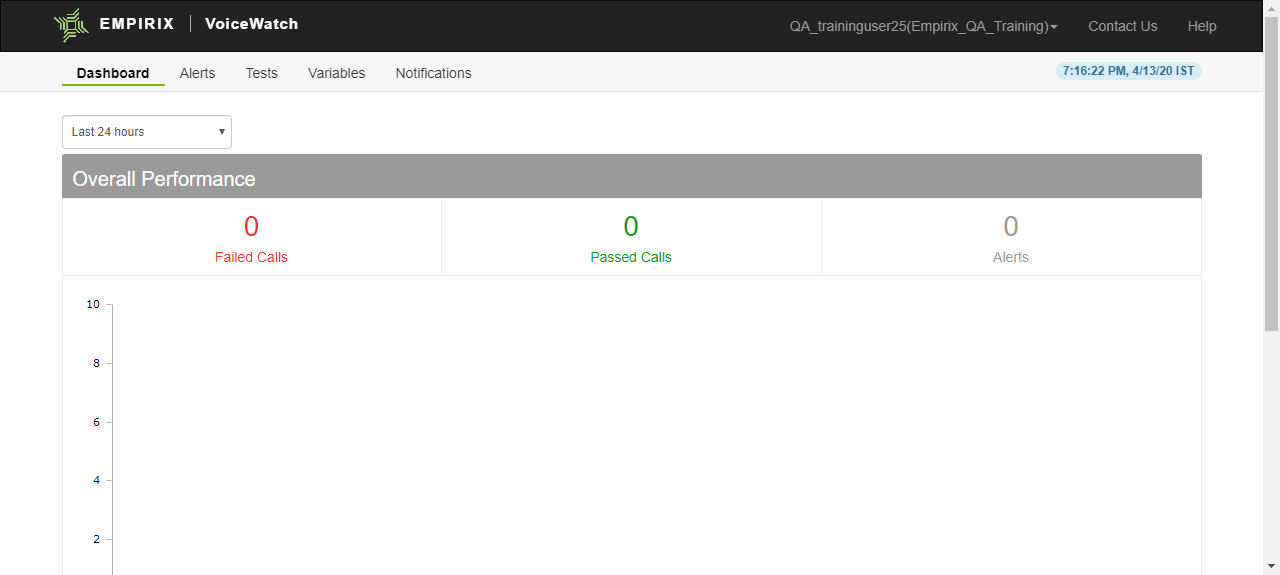 EMPIRIX | VoiceWatch
QA_traininguser25(Empirix_QA_Training)
Contact Us
Help
Dashboard
Alerts
Tests
Variables
Notifications
7:16:22 PM, 4/13/20 IST
Last 24 hours
Overall Performance
0
Failed Calls
0
Passed Calls
0
Alerts
10
8
6
4
2